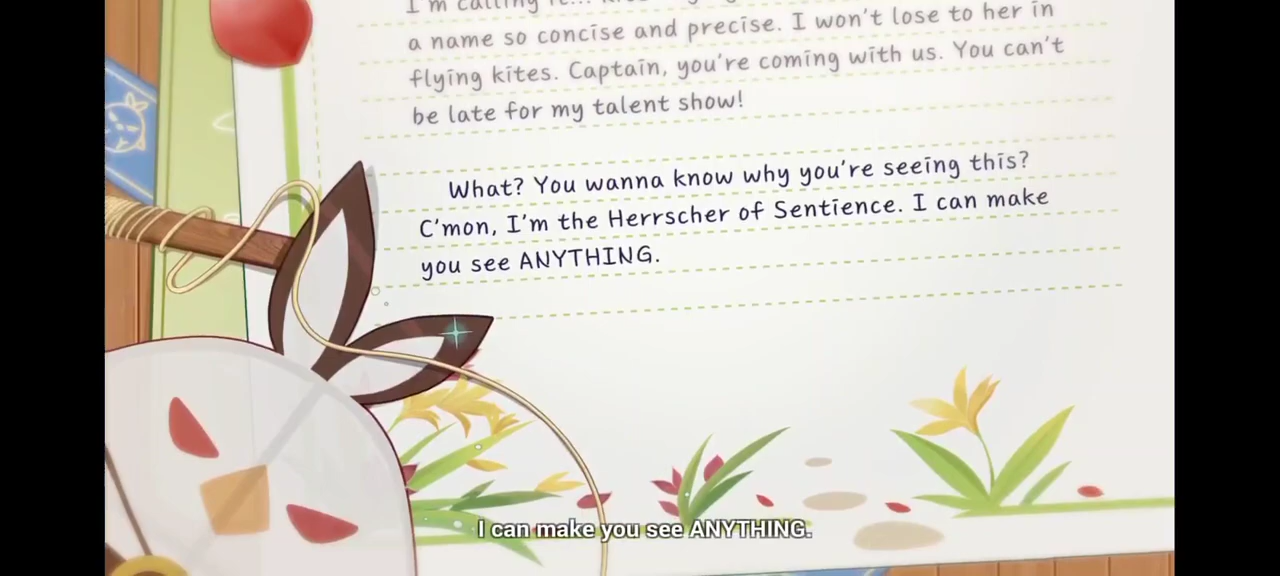 I'm calling it...
a name so concise and precise. I won't lose to her in
flying kites. Captain, you're coming with us. You can't
be late for my talent show!
What? You wanna know why you're seeing this?
C'mon, I'm the Herrscher of Sentience. I can make
you see ANYTHING.
I can make you see ANYTHING.